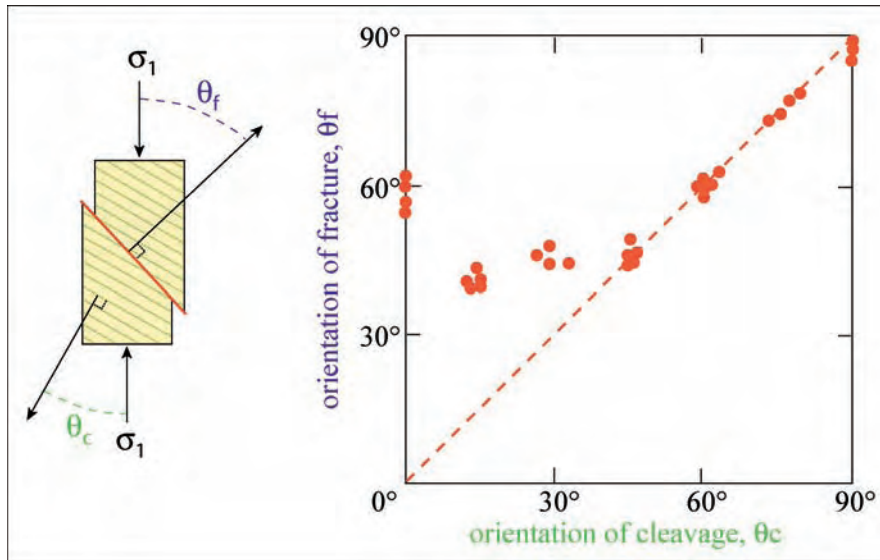 σ1
θf
θc
σ1
90°
60°
30°
0°
30°
60°
90°
orientation of fracture, θf
orientation of cleavage, θc